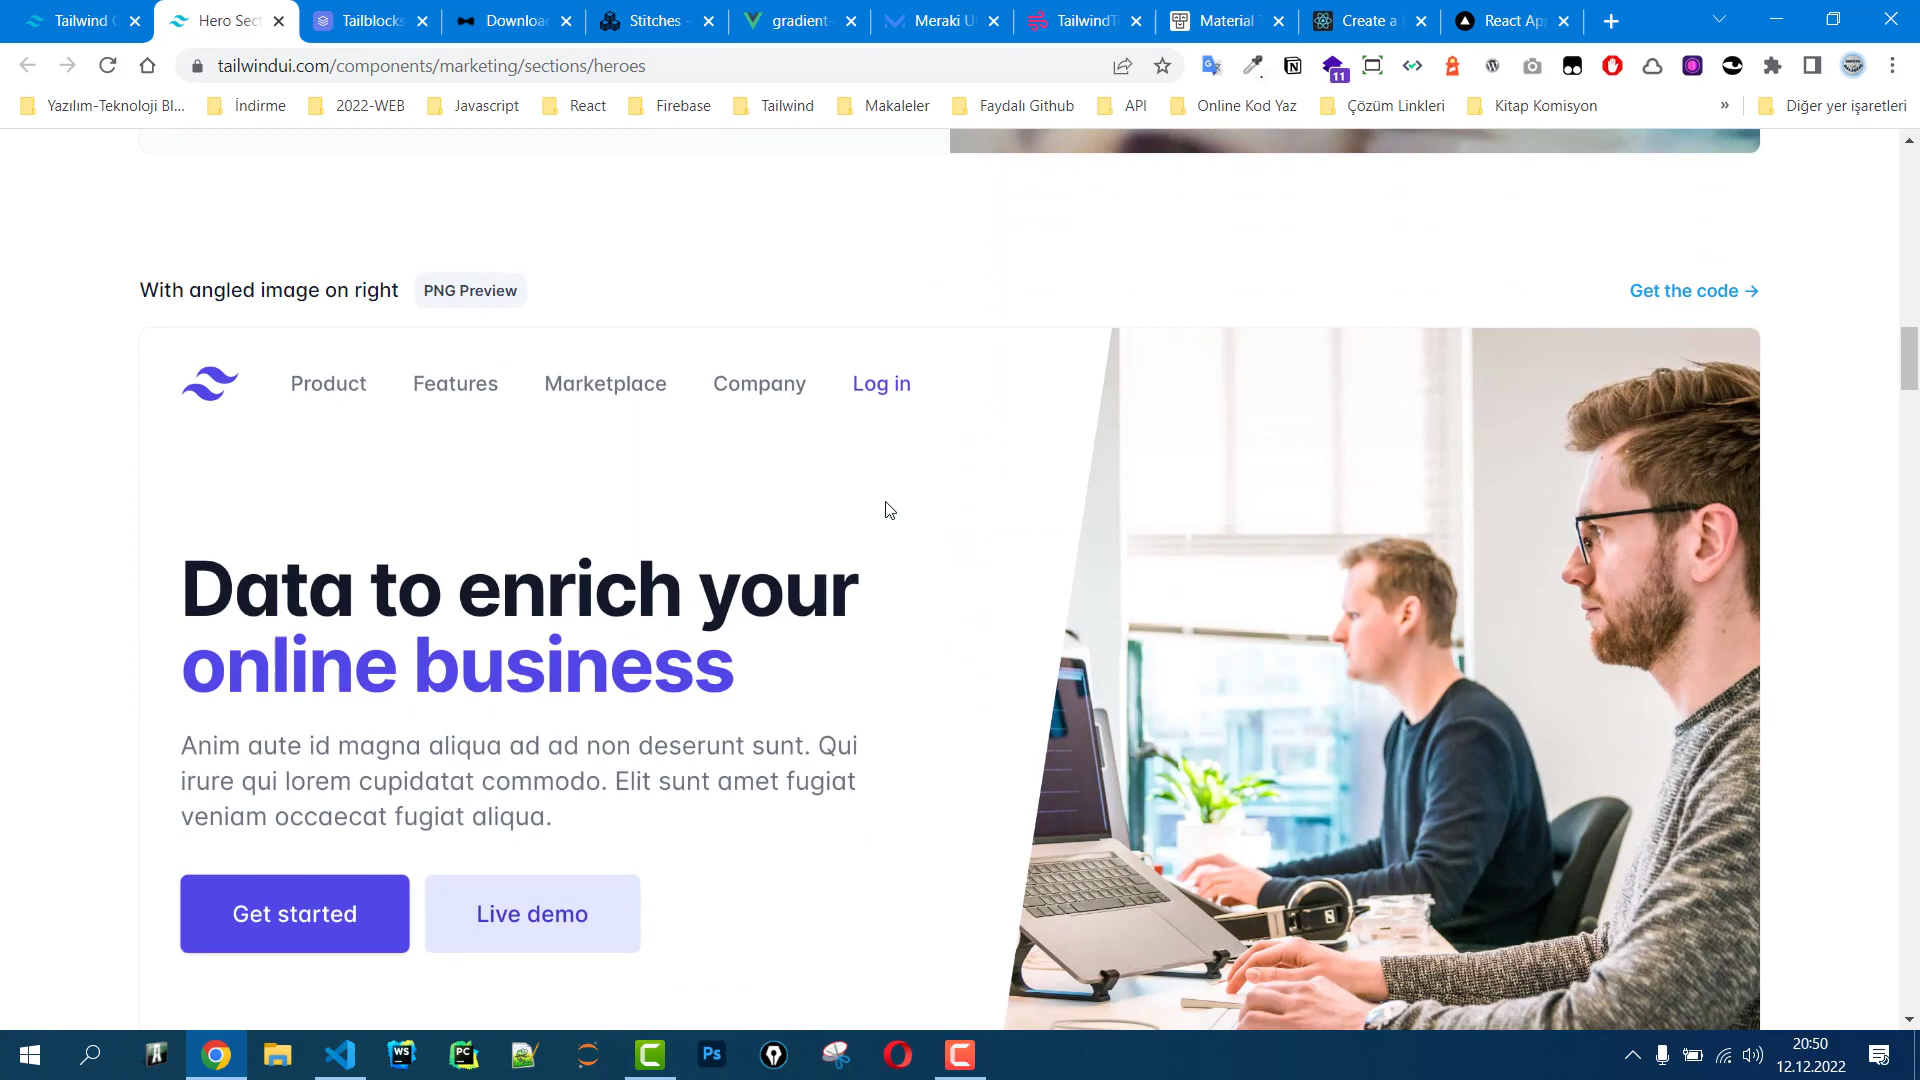 Tailwind C
Hero Sect
Tailblocks
Downloa
Stitches -
gradient-
Meraki U
TailwindT
Material T
Create a
React App
tailwindui.com/components/marketing/sections/heroes
11
Yazılım-Teknoloji Bl...
İndirme
2022-WEB
Javascript
React
Firebase
Tailwind
Makaleler
Faydalı Github
API
Online Kod Yaz
Çözüm Linkleri
Kitap Komisyon
»
Diğer yer işaretleri
With angled image on right
PNG Preview
Get the code →
Product
Features
Marketplace
Company
Log in
Data to enrich your
online business
Anim aute id magna aliqua ad ad non deserunt sunt. Qui
irure qui lorem cupidatat commodo. Elit sunt amet fugiat
veniam occaecat fugiat aliqua.
Get started
Live demo
WS
PC
Ps
20:50
12.12.2022